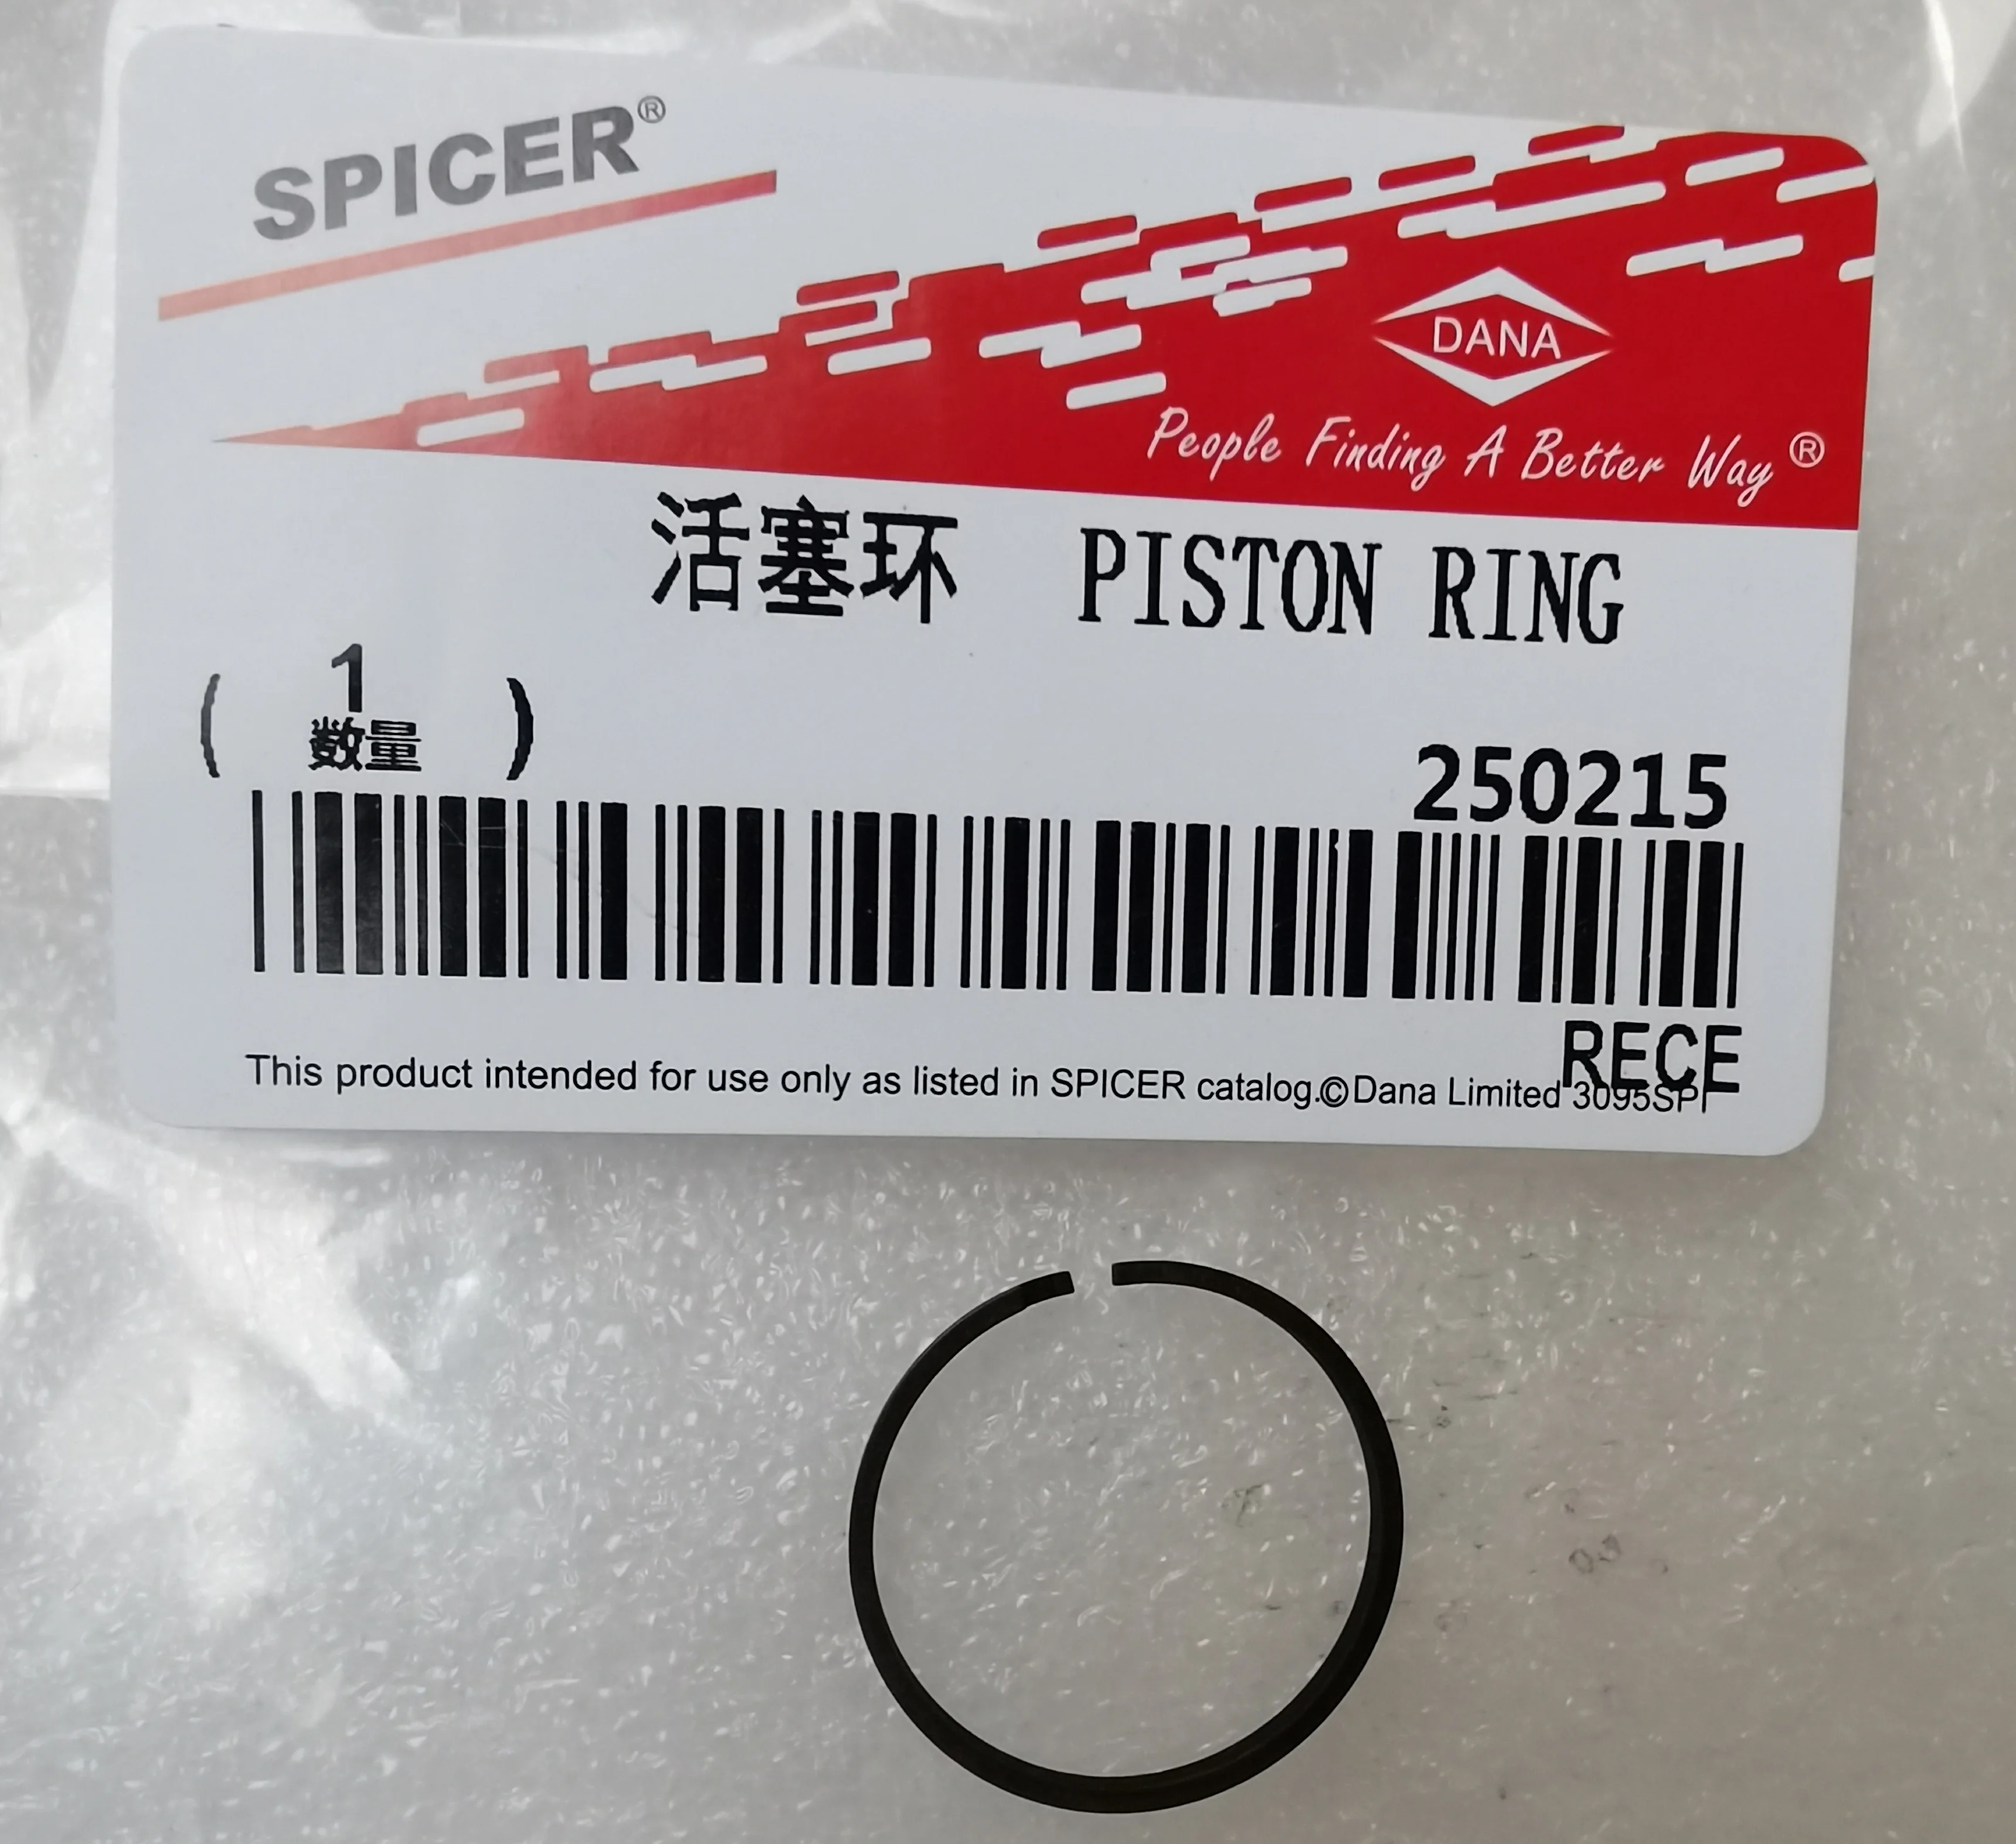 SPICER®
DANA
People Finding A Better Way ®
活塞环 PISTON RING
( 1 )
数量
250215
RECE
This product intended for use only as listed in SPICER catalog.©Dana Limited 3095SPF